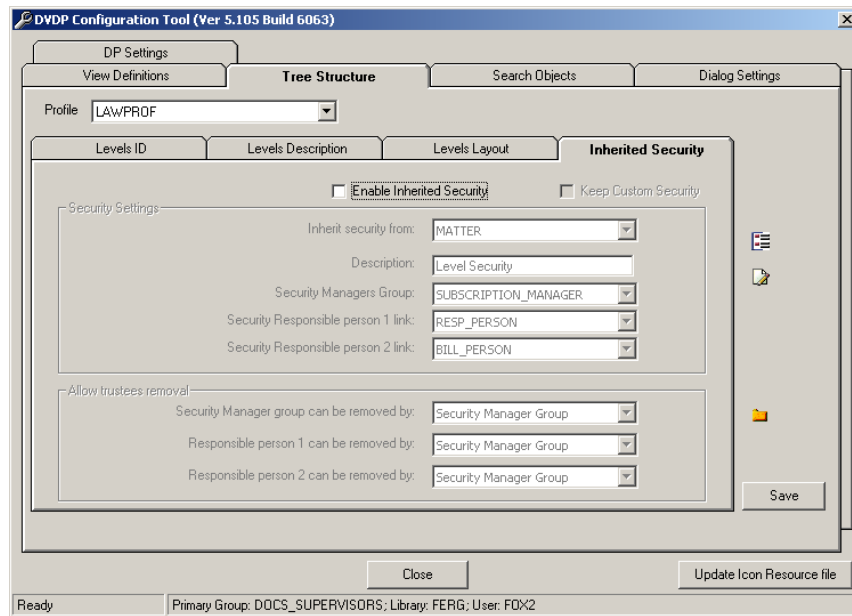 DVDP Configuration Tool (Ver 5.105 Build 6063)
DP Settings
View Definitions Tree Structure Search Objects Dialog Settings
Profile LAWPROF
Levels ID Levels Description Levels Layout Inherited Security
Enable Inherited Security Keep Custom Security
Security Settings
Inherit security from: MATTER
Description: Level Security
Security Managers Group: SUBSCRIPTION_MANAGER
Security Responsible person 1 link: RESP_PERSON
Security Responsible person 2 link: BILL_PERSON
Allow trustees removal
Security Manager group can be removed by: Security Manager Group
Responsible person 1 can be removed by: Security Manager Group
Responsible person 2 can be removed by: Security Manager Group
Save
Close Update Icon Resource file
Ready Primary Group: DOCS_SUPERVISORS; Library: FERG; User: FOX2